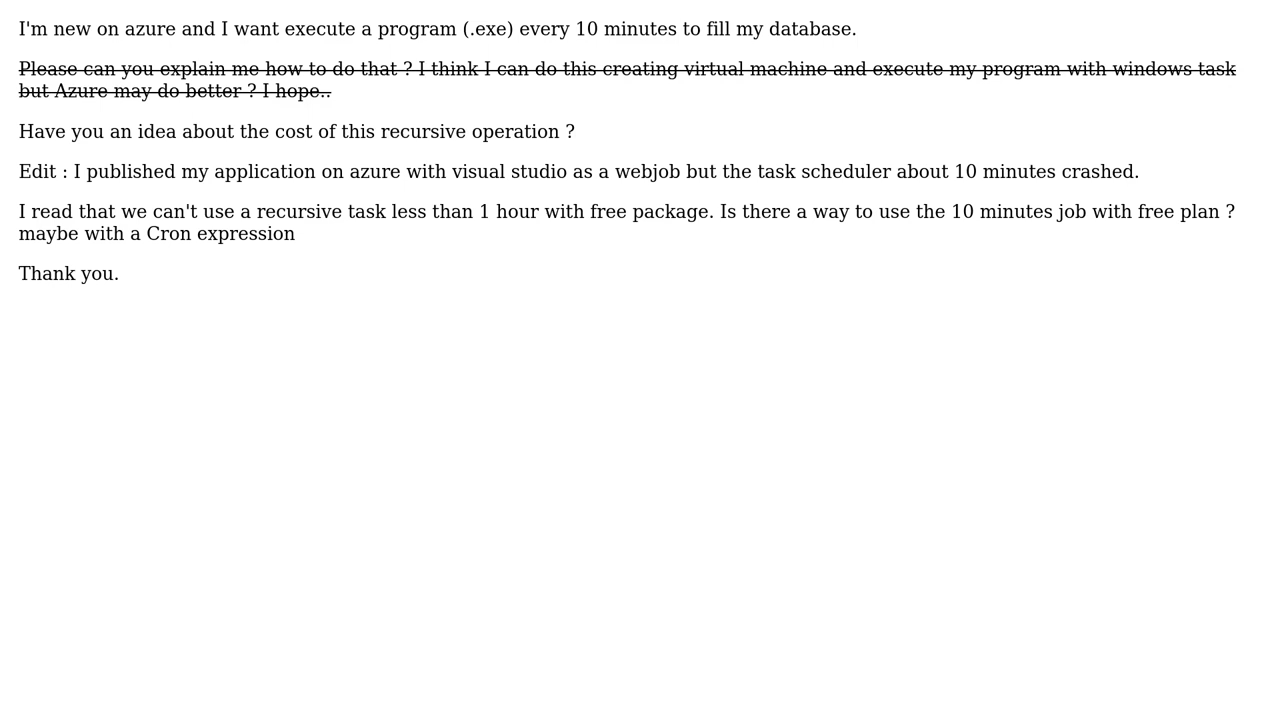 I'm new on azure and I want execute a program (.exe) every 10 minutes to fill my database.
Please can you explain me how to do that ? I think I can do this creating virtual machine and execute my program with windows task
but Azure may do better ? I hope..
Have you an idea about the cost of this recursive operation ?
Edit : I published my application on azure with visual studio as a webjob but the task scheduler about 10 minutes crashed.
I read that we can't use a recursive task less than 1 hour with free package. Is there a way to use the 10 minutes job with free plan ?
maybe with a Cron expression
Thank you.